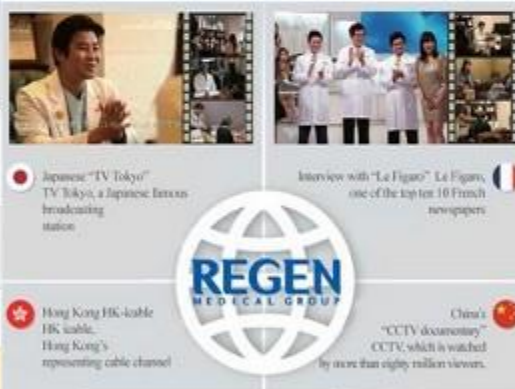 Japanese "TV Tokyo"
TV Tokyo, a Japanese famous
broadcasting
station
Interview with "Le Figaro" Le Figaro,
one of the top ten 10 French
newspapers
REGEN
MEDICAL GROUP
Hong Kong HK-icable
HK icable,
Hong Kong's
representing cable channel
China's
"CCTV documentary"
CCTV, which is watched
by more than eighty million viewers.